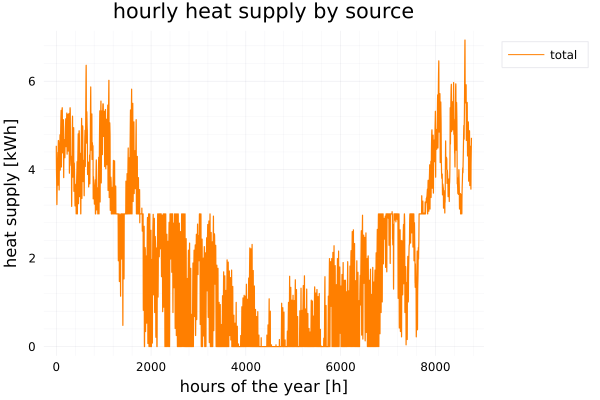 hourly heat supply by source
total
heat supply [kWh]
6
4
2
0
0
2000
4000
6000
8000
hours of the year [h]